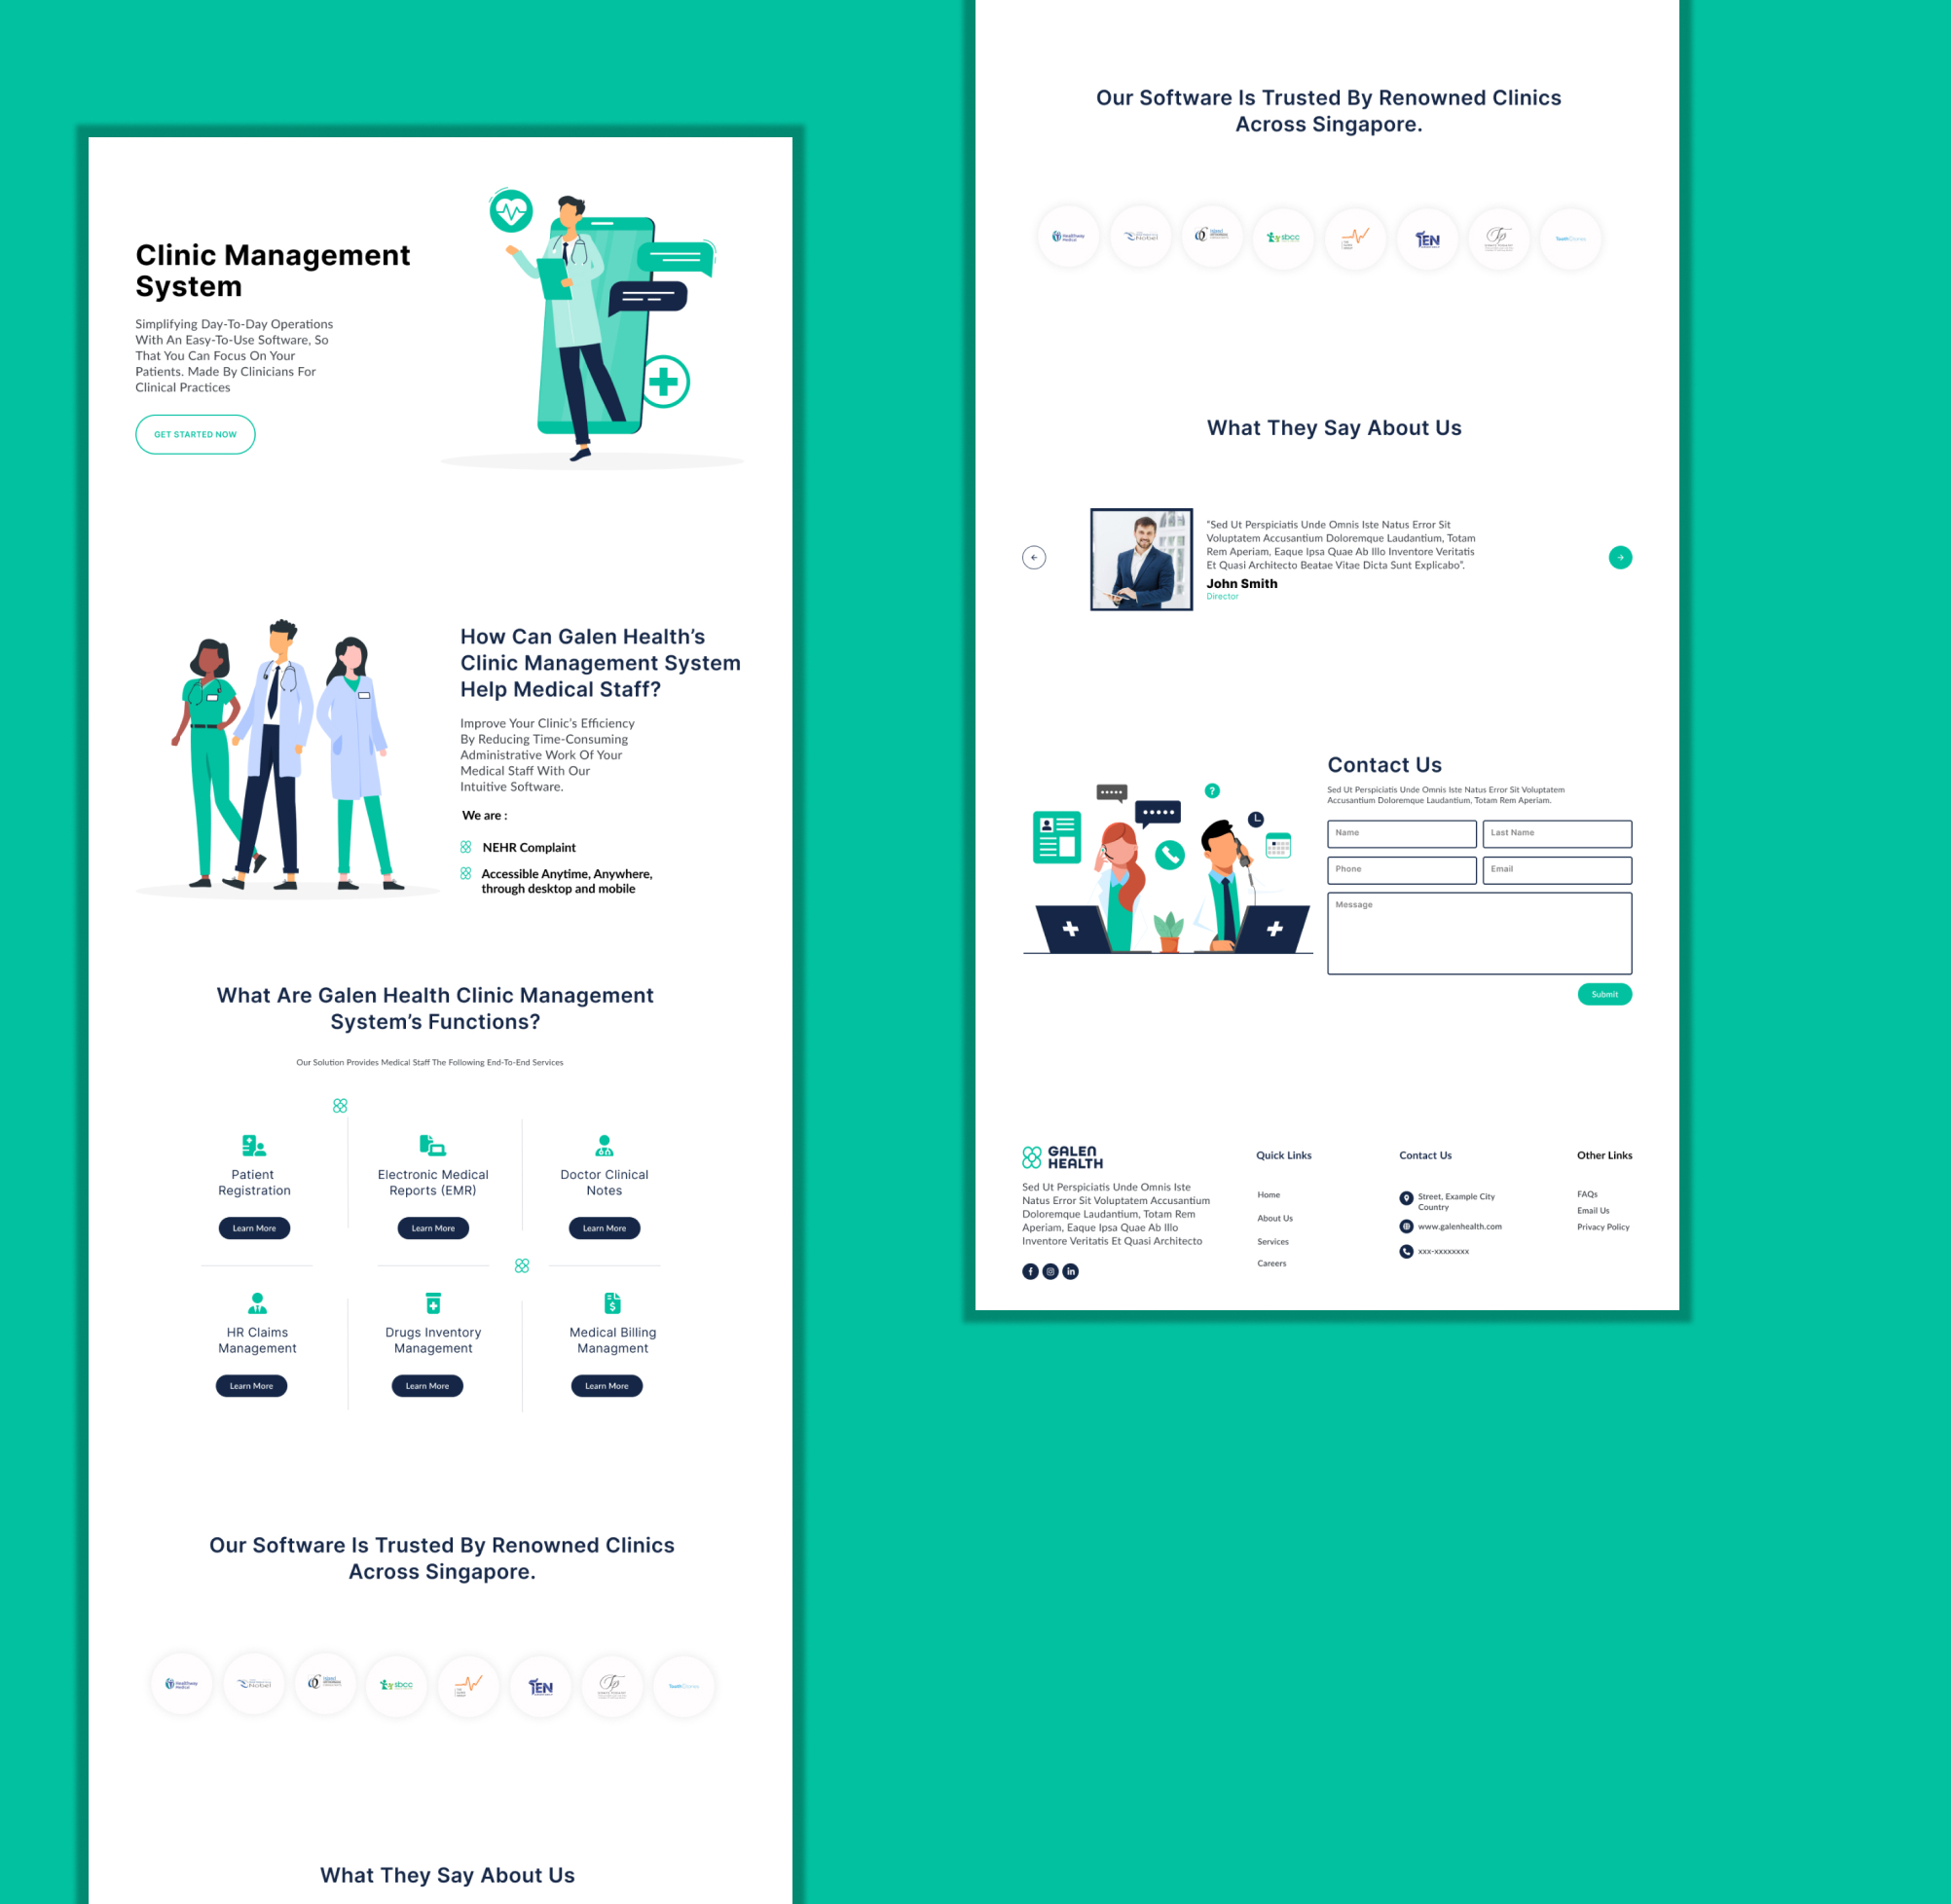 Clinic Management
System
Simplifying Day-To-Day Operations
With An Easy-To-Use Software, So
That You Can Focus On Your
Patients. Made By Clinicians For
Clinical Practices
GET STARTED NOW
How Can Galen Health's
Clinic Management System
Help Medical Staff?
Improve Your Clinic's Efficiency
By Reducing Time-Consuming
Administrative Work Of Your
Medical Staff With Our
Intuitive Software.
We are :
NEHR Complaint
Accessible Anytime, Anywhere,
through desktop and mobile
What Are Galen Health Clinic Management
System's Functions?
Our Solution Provides Medical Staff The Following End-To-End Services
Patient
Registration
Learn More
Electronic Medical
Reports (EMR)
Learn More
Doctor Clinical
Notes
Learn More
HR Claims
Management
Learn More
Drugs Inventory
Management
Learn More
Medical Billing
Managment
Learn More
Our Software Is Trusted By Renowned Clinics
Across Singapore.
Healthway
Medical
Nobel
sbcc
TEN
What They Say About Us
Our Software Is Trusted By Renowned Clinics
Across Singapore.
Healthway
Medical
Nobel
sbcc
TEN
What They Say About Us
"Sed Ut Perspiciatis Unde Omnis Iste Natus Error Sit
Voluptatem Accusantium Doloremque Laudantium, Totam
Rem Aperiam, Eaque Ipsa Quae Ab Illo Inventore Veritatis
Et Quasi Architecto Beatae Vitae Dicta Sunt Explicabo".
John Smith
Director
?
Contact Us
Sed Ut Perspiciatis Unde Omnis Iste Natus Error Sit Voluptatem
Accusantium Doloremque Laudantium, Totam Rem Aperiam.
Name
Last Name
Phone
Email
Message
Submit
GALEN
HEALTH
Sed Ut Perspiciatis Unde Omnis Iste
Natus Error Sit Voluptatem Accusantium
Doloremque Laudantium, Totam Rem
Aperiam, Eaque Ipsa Quae Ab Illo
Inventore Veritatis Et Quasi Architecto
Quick Links
Home
About Us
Services
Careers
Contact Us
Street, Example City
Country
www.galenhealth.com
xxx-xxxxxxxx
Other Links
FAQs
Email Us
Privacy Policy